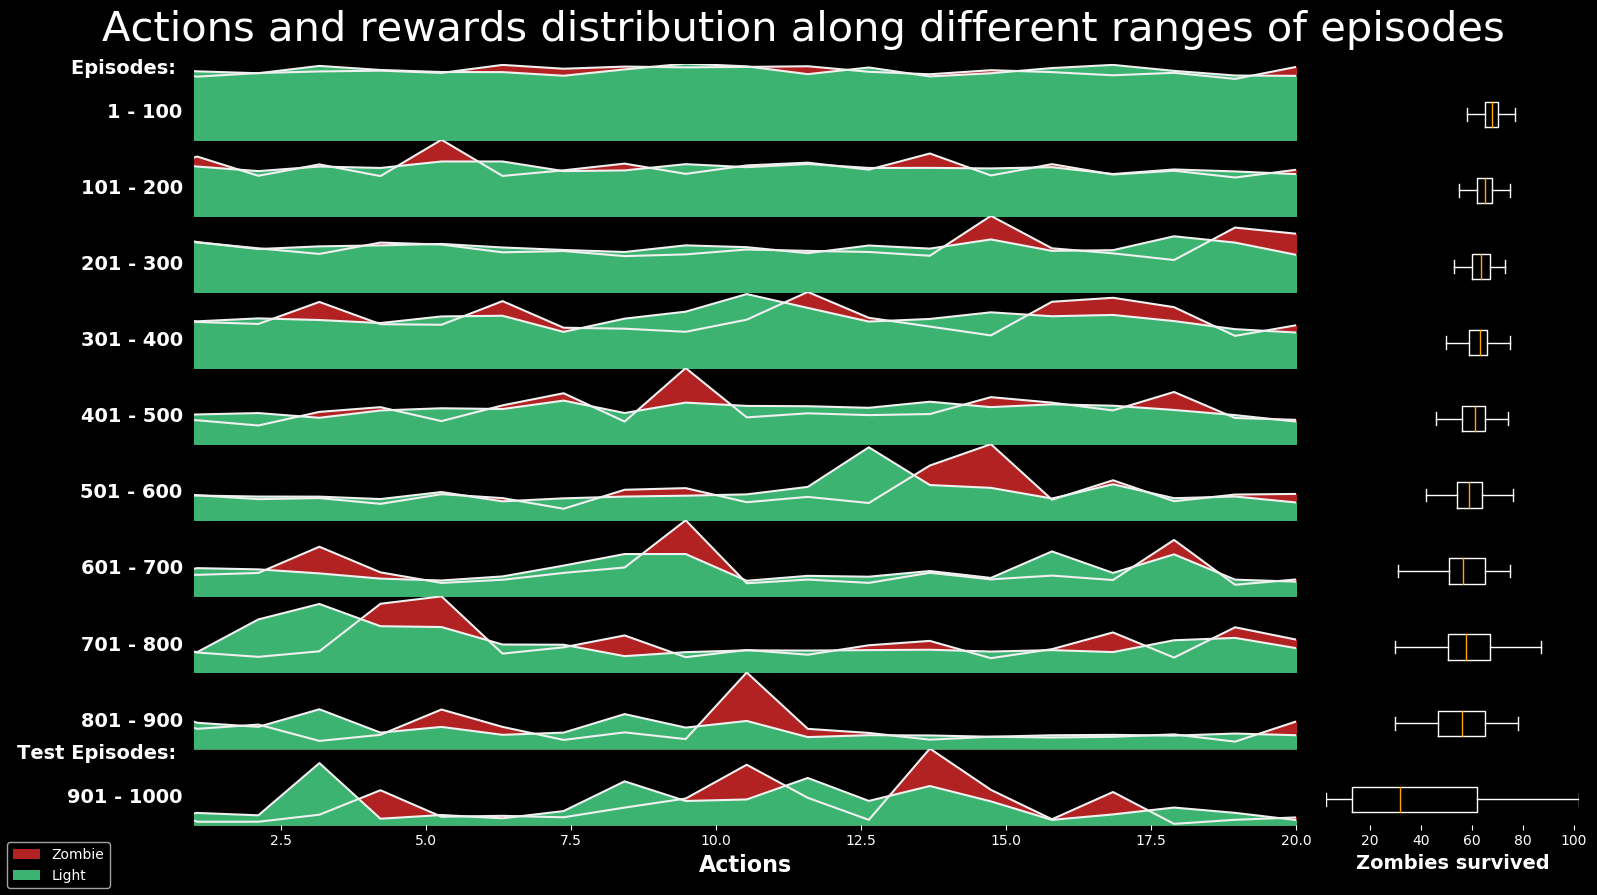 Actions and rewards distribution along different ranges of episodes
Episodes:
1 - 100
101 - 200
201 - 300
301 - 400
401 - 500
501 - 600
601 - 700
701 - 800
801 - 900
Test Episodes:
901 - 1000
2.5 5.0 7.5 10.0 12.5 15.0 17.5 20.0
20 40 60 80 100
Actions
Zombies survived
Zombie
Light